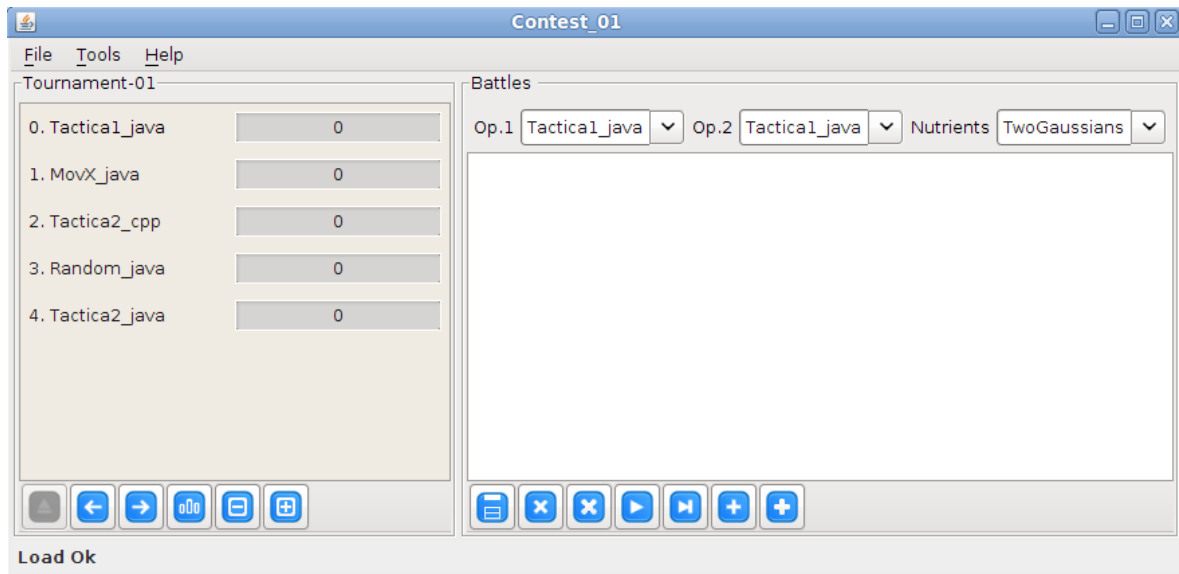 Contest_01
File Tools Help
Tournament-01
0. Tactica1_java 0
1. MovX_java 0
2. Tactica2_cpp 0
3. Random_java 0
4. Tactica2_java 0
Battles
Op.1 Tactica1_java Op.2 Tactica1_java Nutrients TwoGaussians
Load Ok